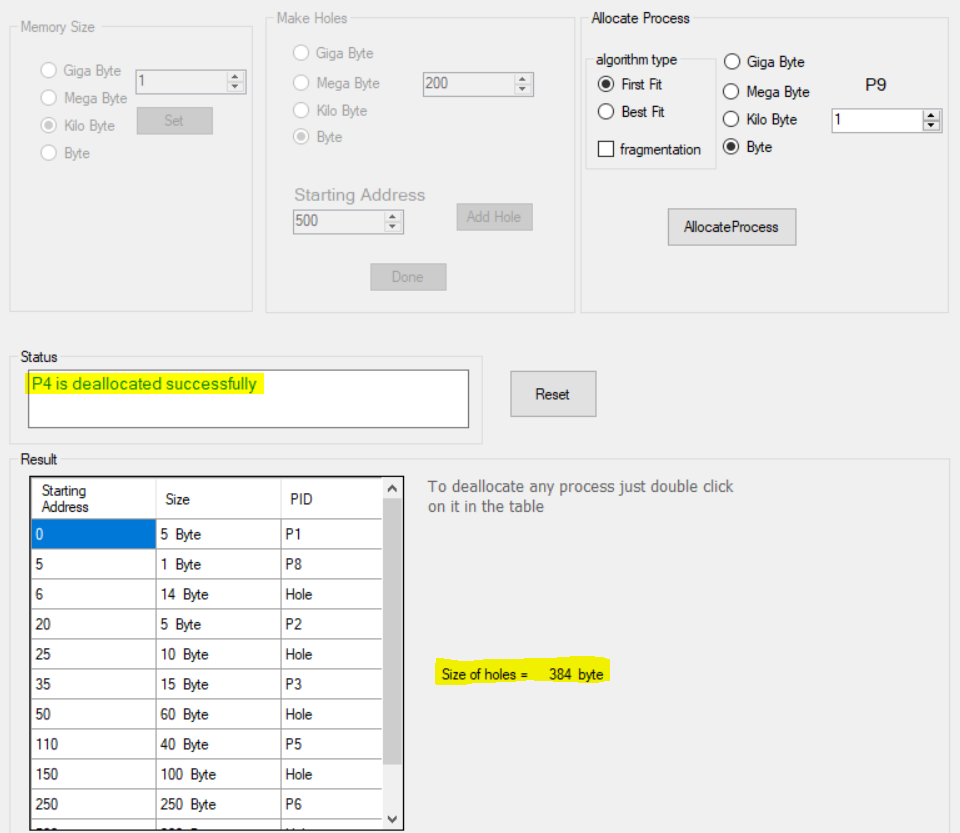 Memory Size
Giga Byte
Mega Byte
Kilo Byte
Byte
1
Set
Make Holes
Giga Byte
Mega Byte
Kilo Byte
Byte
200
Starting Address
500
Add Hole
Done
Allocate Process
algorithm type
First Fit
Best Fit
fragmentation
Giga Byte
Mega Byte
Kilo Byte
Byte
P9
1
AllocateProcess
Status
P4 is deallocated successfully
Reset
Result
Starting
Address Size PID
0 5 Byte P1
5 1 Byte P8
6 14 Byte Hole
20 5 Byte P2
25 10 Byte Hole
35 15 Byte P3
50 60 Byte Hole
110 40 Byte P5
150 100 Byte Hole
250 250 Byte P6
To deallocate any process just double click
on it in the table
Size of holes = 384 byte